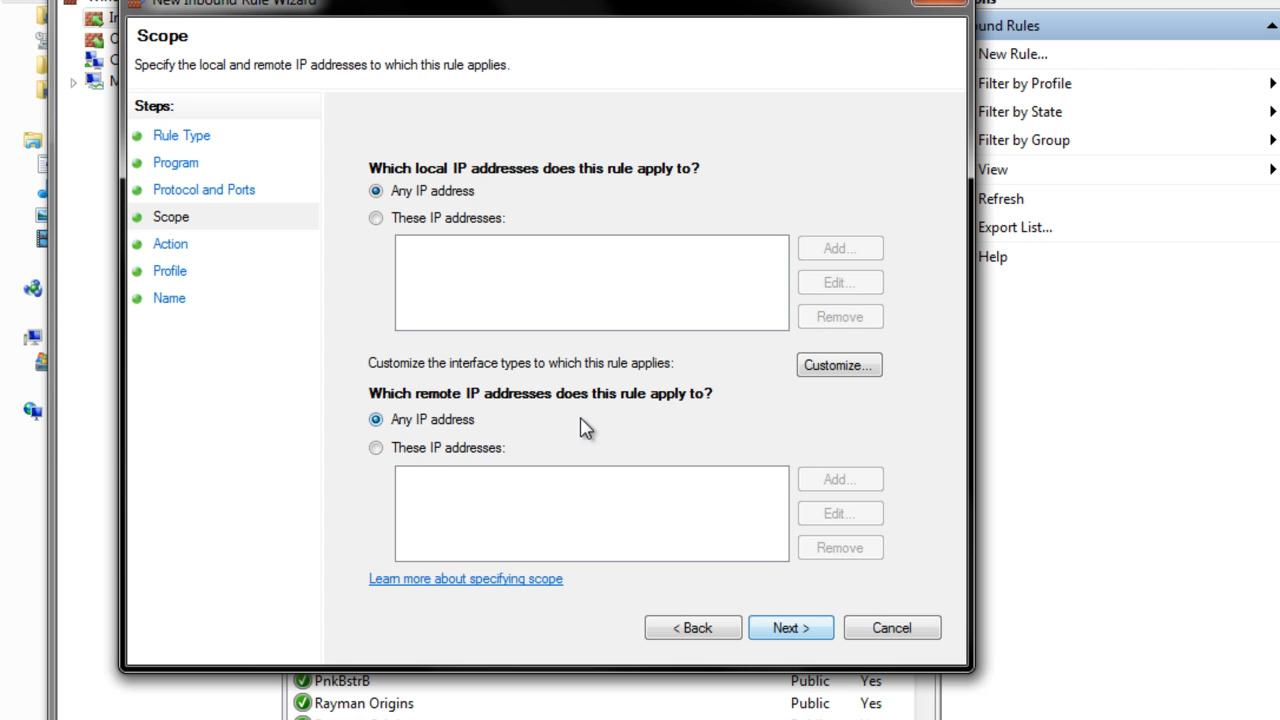 New Inbound Rule Wizard
Scope
Specify the local and remote IP addresses to which this rule applies.
Steps:
Rule Type
Program
Protocol and Ports
Scope
Action
Profile
Name
Which local IP addresses does this rule apply to?
Any IP address
These IP addresses:
Add...
Edit...
Remove
Customize the interface types to which this rule applies:
Customize...
Which remote IP addresses does this rule apply to?
Any IP address
These IP addresses:
Add...
Edit...
Remove
Learn more about specifying scope
< Back
Next >
Cancel
Rules
New Rule...
Filter by Profile
Filter by State
Filter by Group
View
Refresh
Export List...
Help
PnkBstrB Public Yes
Rayman Origins Public Yes